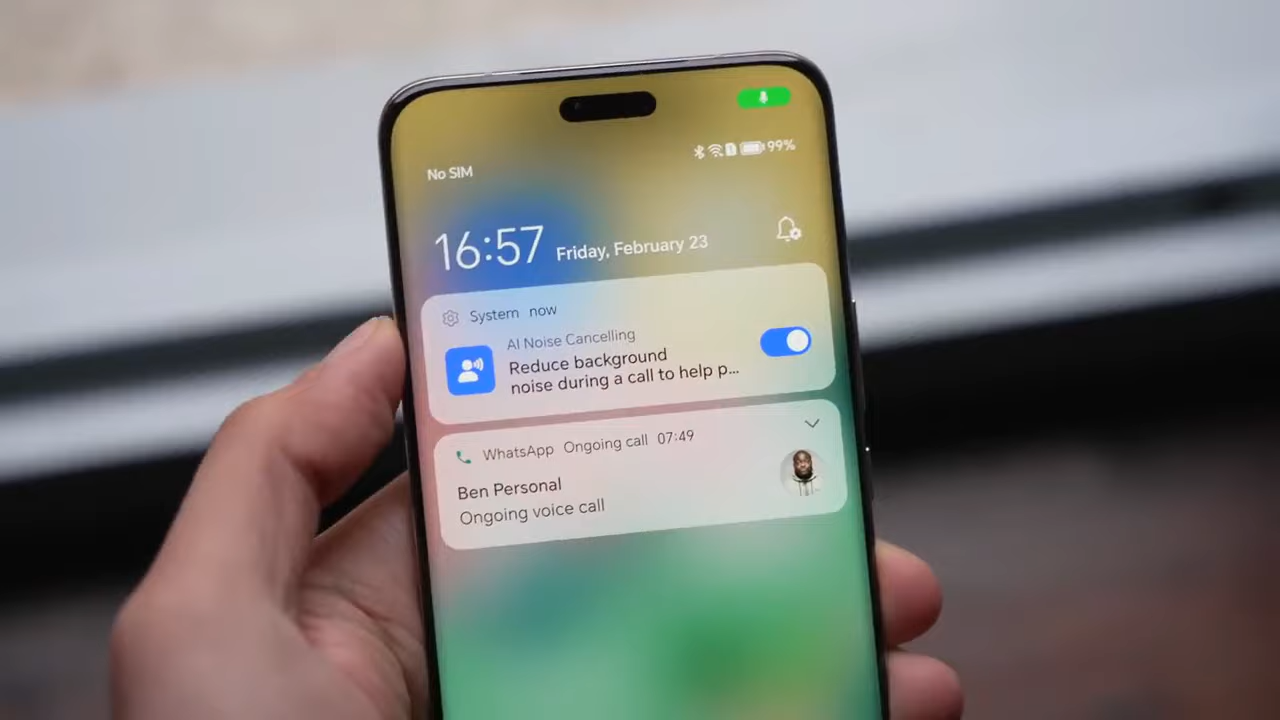 No SIM
99%
16:57 Friday, February 23
System now
AI Noise Cancelling
Reduce background
noise during a call to help p...
WhatsApp Ongoing call 07:49
Ben Personal
Ongoing voice call